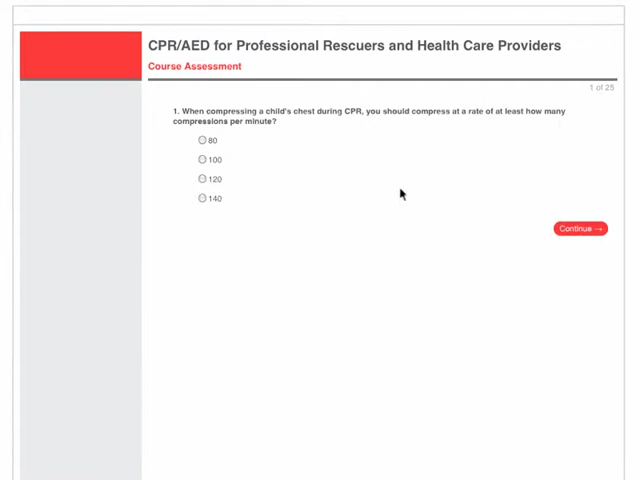 CPR/AED for Professional Rescuers and Health Care Providers
Course Assessment
1 of 25
1. When compressing a child's chest during CPR, you should compress at a rate of at least how many
compressions per minute?
80
100
120
140
Continue →